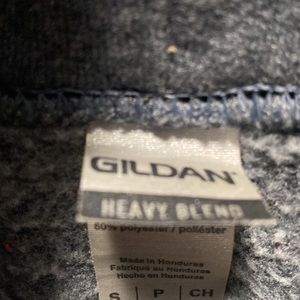 GILDAN
HEAVY BLEND
50% polyester / poliéster
Made in Honduras
Fabriqué au Honduras
Hecho en Honduras
S P CH